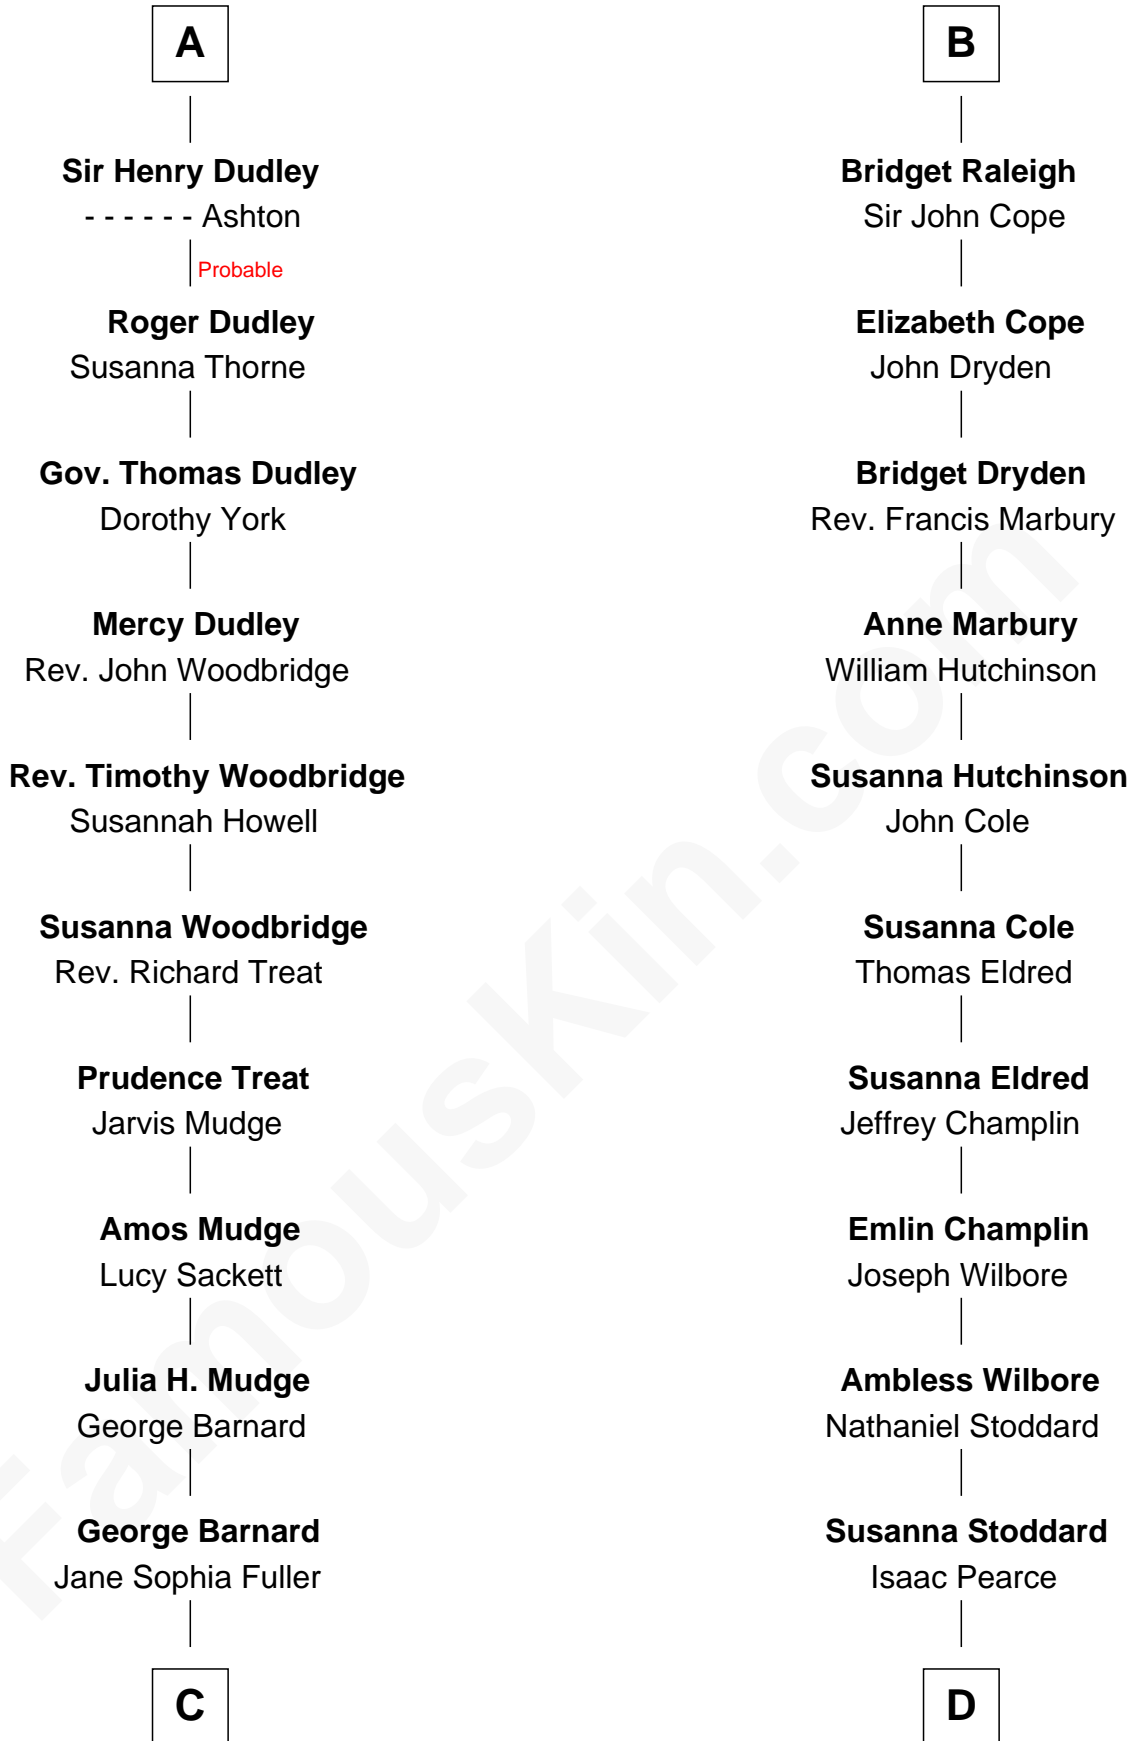 A
Sir Henry Dudley
- - - - - - Ashton
Probable
Roger Dudley
Susanna Thorne
Gov. Thomas Dudley
Dorothy York
Mercy Dudley
Rev. John Woodbridge
Rev. Timothy Woodbridge
Susannah Howell
Susanna Woodbridge
Rev. Richard Treat
Prudence Treat
Jarvis Mudge
Amos Mudge
Lucy Sackett
Julia H. Mudge
George Barnard
George Barnard
Jane Sophia Fuller
C
B
Bridget Raleigh
Sir John Cope
Elizabeth Cope
John Dryden
Bridget Dryden
Rev. Francis Marbury
Anne Marbury
William Hutchinson
Susanna Hutchinson
John Cole
Susanna Cole
Thomas Eldred
Susanna Eldred
Jeffrey Champlin
Emlin Champlin
Joseph Wilbore
Ambless Wilbore
Nathaniel Stoddard
Susanna Stoddard
Isaac Pearce
D
FamousKin.com